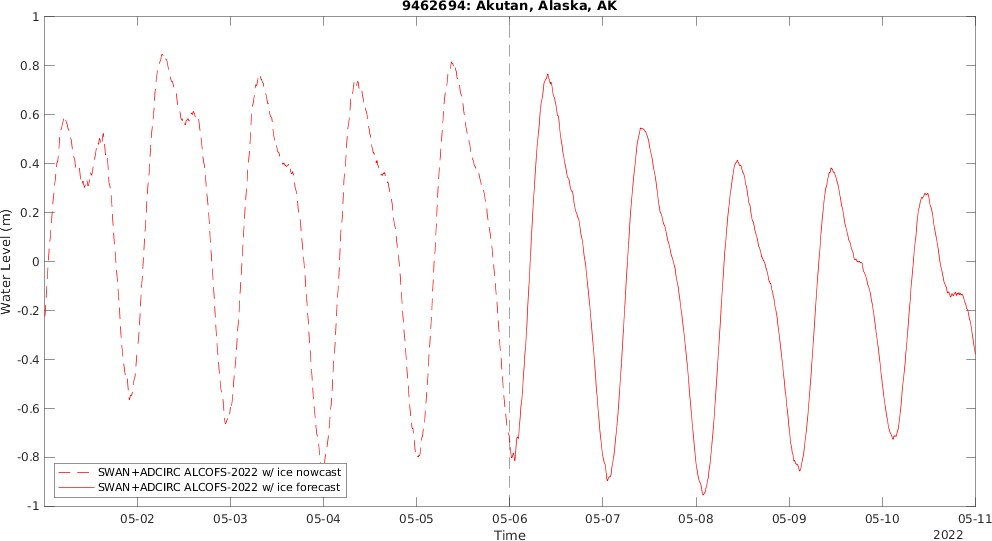 9462694: Akutan, Alaska, AK
1
0.8
0.6
0.4
0.2
0
-0.2
-0.4
-0.6
-0.8
-1
Water Level (m)
SWAN+ADCIRC ALCOFS-2022 w/ ice nowcast
SWAN+ADCIRC ALCOFS-2022 w/ ice forecast
05-02 05-03 05-04 05-05 05-06 05-07 05-08 05-09 05-10 05-11
Time
2022